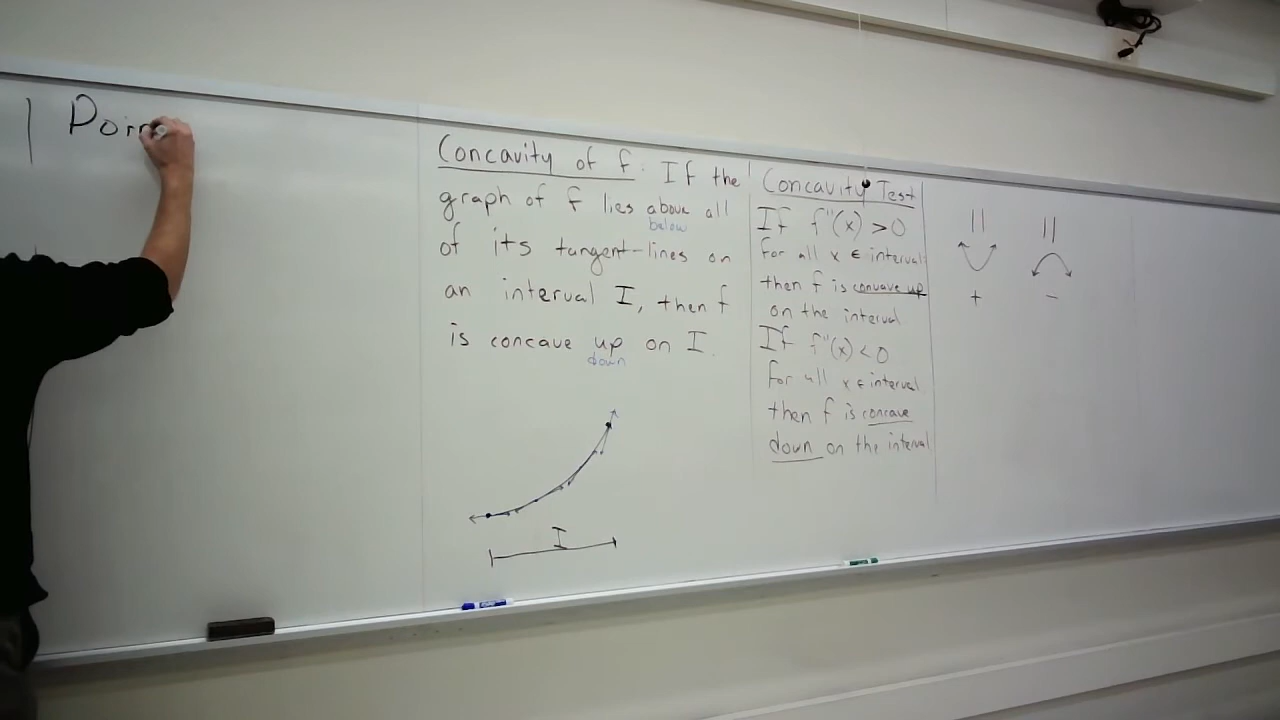 Poin
Concavity of f: If the
graph of f lies above all
below
of its tangent-lines on
an interval I, then f
is concave up on I.
down
I
Concavity Test
If f"(x) > 0
for all x ∈ interval
then f is concave up
on the interval
If f"(x) < 0
for all x ∈ interval
then f is concave
down on the interval
+ −